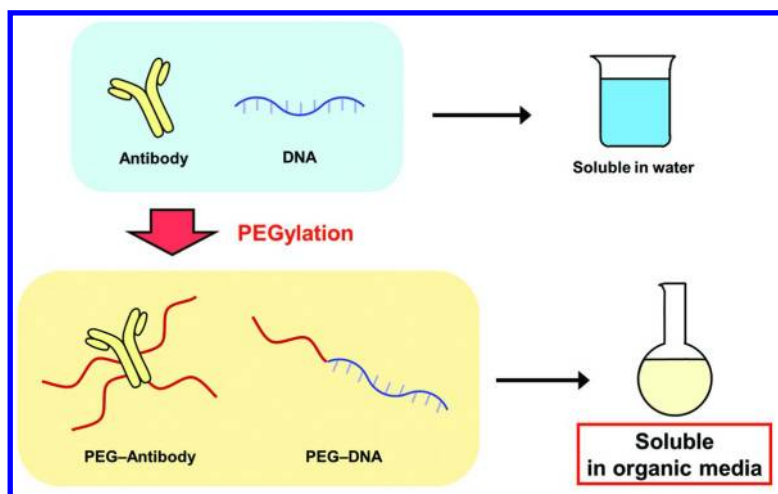 Antibody
DNA
Soluble in water
PEGylation
PEG–Antibody
PEG–DNA
Soluble
in organic media